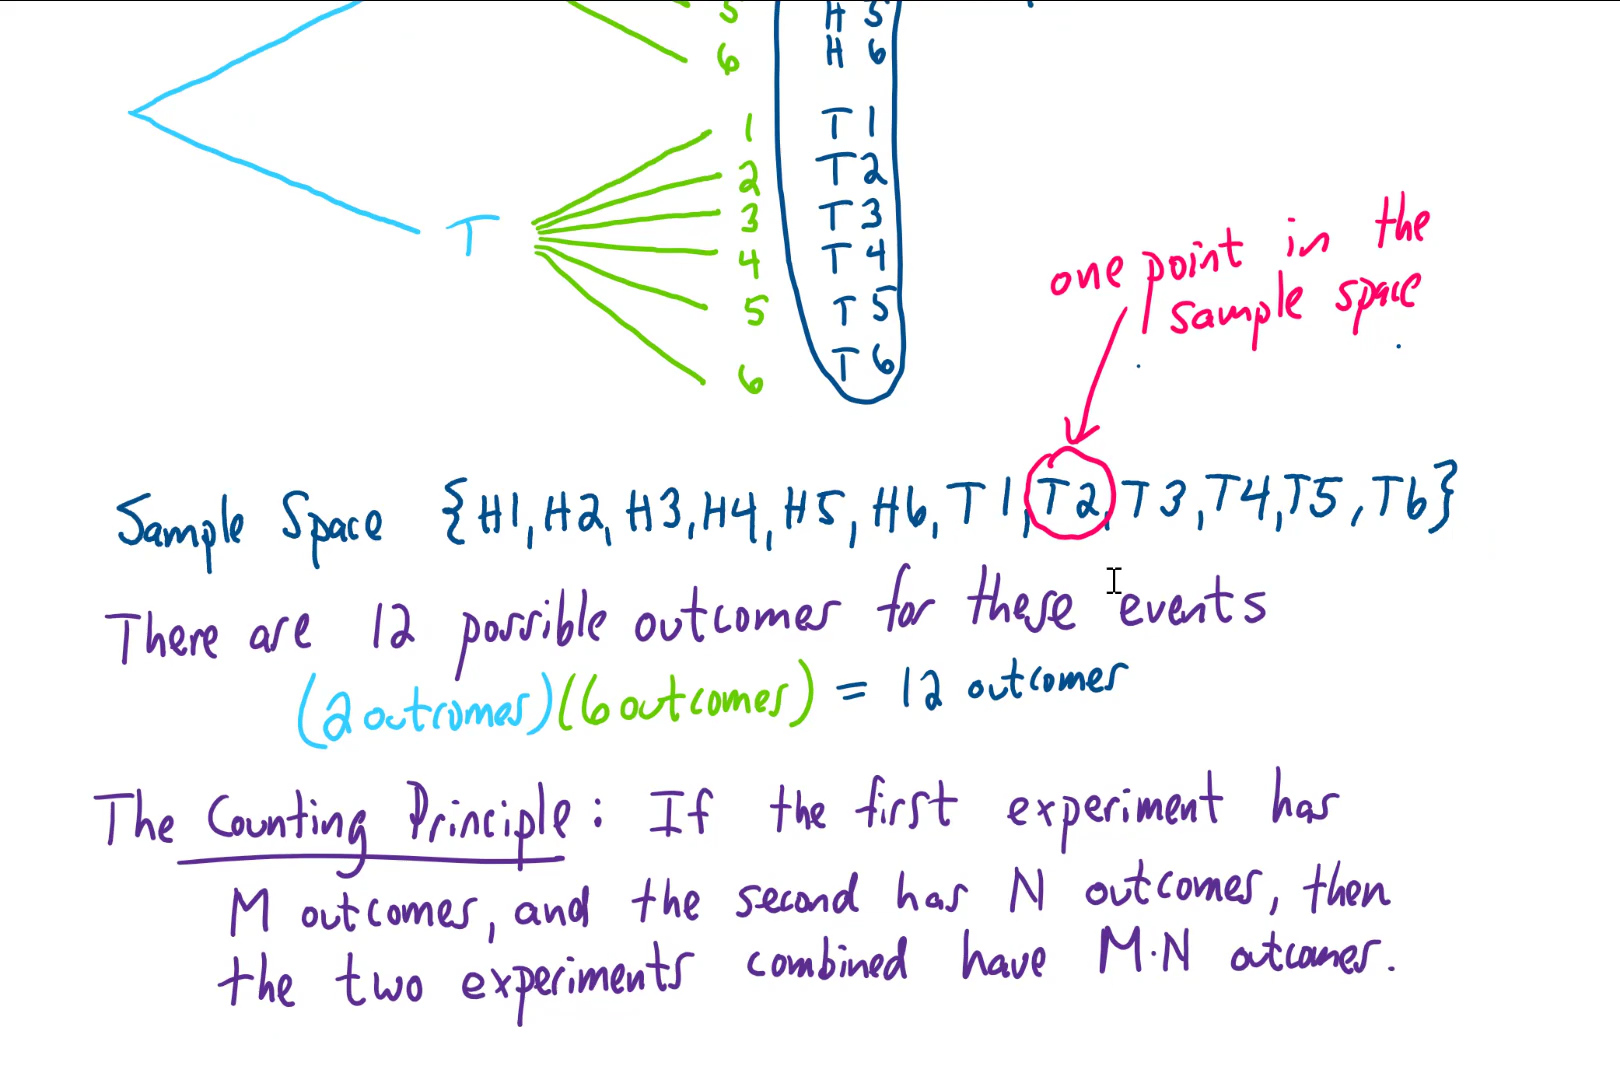 5 H 5
6 H 6
1 T 1
2 T 2
T 3 T 3
4 T 4
5 T 5
6 T 6
one point in the
sample space
Sample Space {H1, H2, H3, H4, H5, H6, T1, T2, T3, T4, T5, T6}
There are 12 possible outcomes for these events
(2 outcomes)(6 outcomes) = 12 outcomes
The Counting Principle: If the first experiment has
M outcomes, and the second has N outcomes, then
the two experiments combined have M·N outcomes.